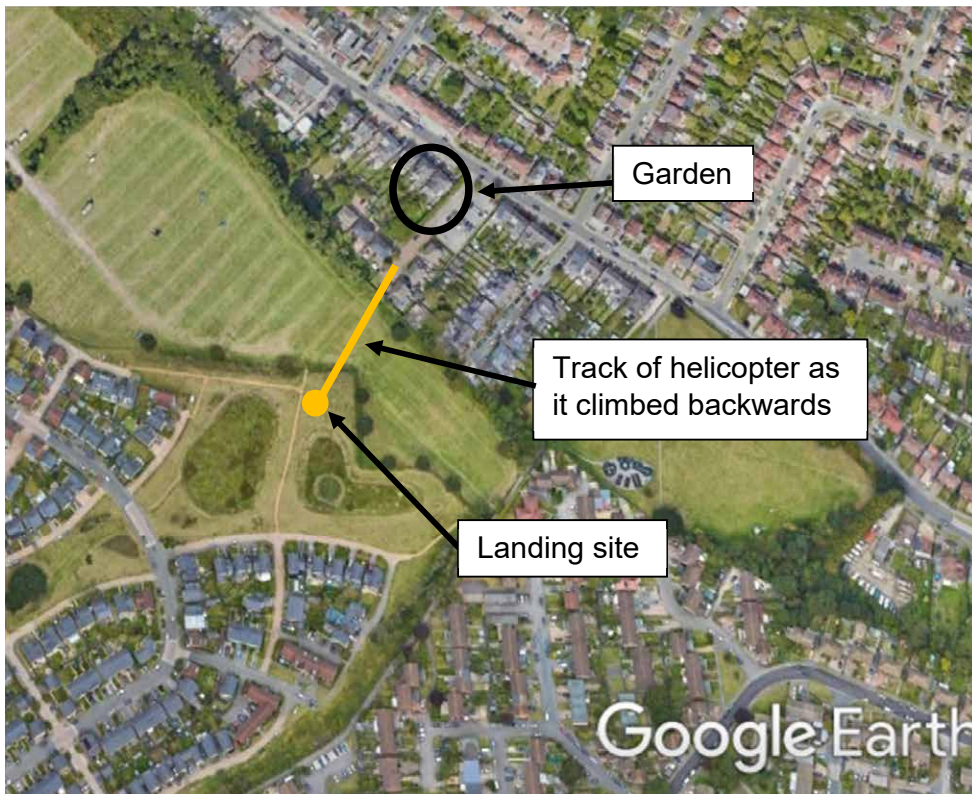 Garden
Track of helicopter as
it climbed backwards
Landing site
Google Earth